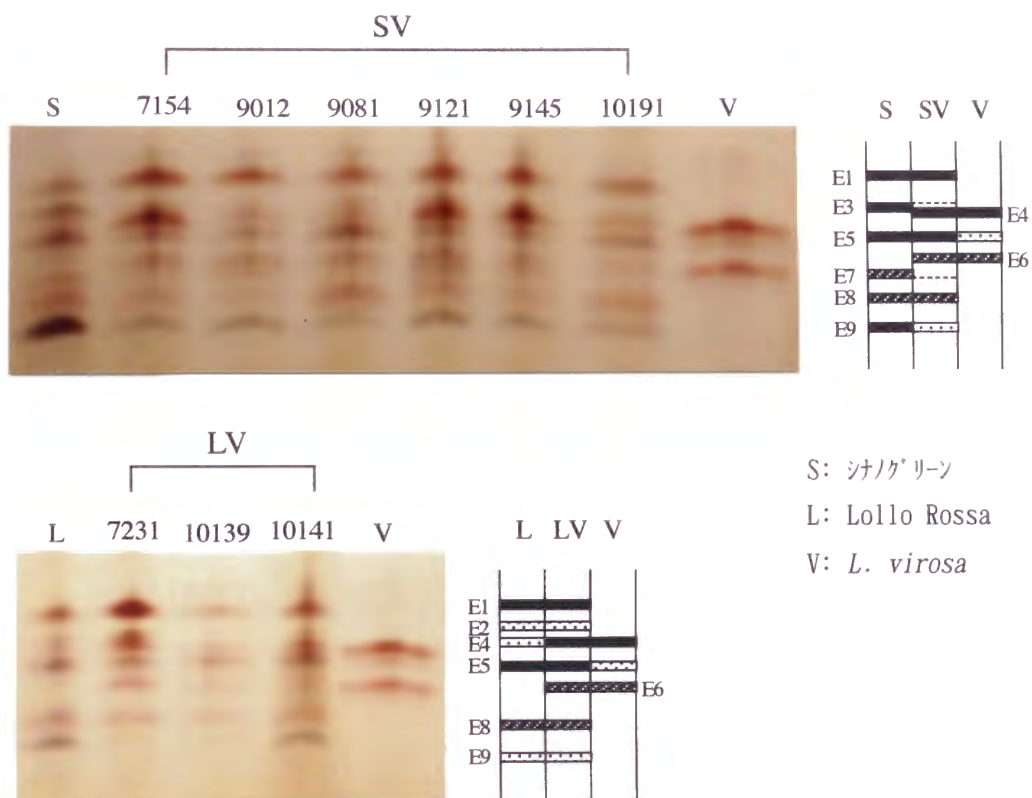 SV
S 7154 9012 9081 9121 9145 10191 V
S SV V
E1
E3
E4
E5
E6
E7
E8
E9
LV
L 7231 10139 10141 V
L LV V
E1
E2
E4
E5
E6
E8
E9
S: シナノグリーン
L: Lollo Rossa
V: L. virosa